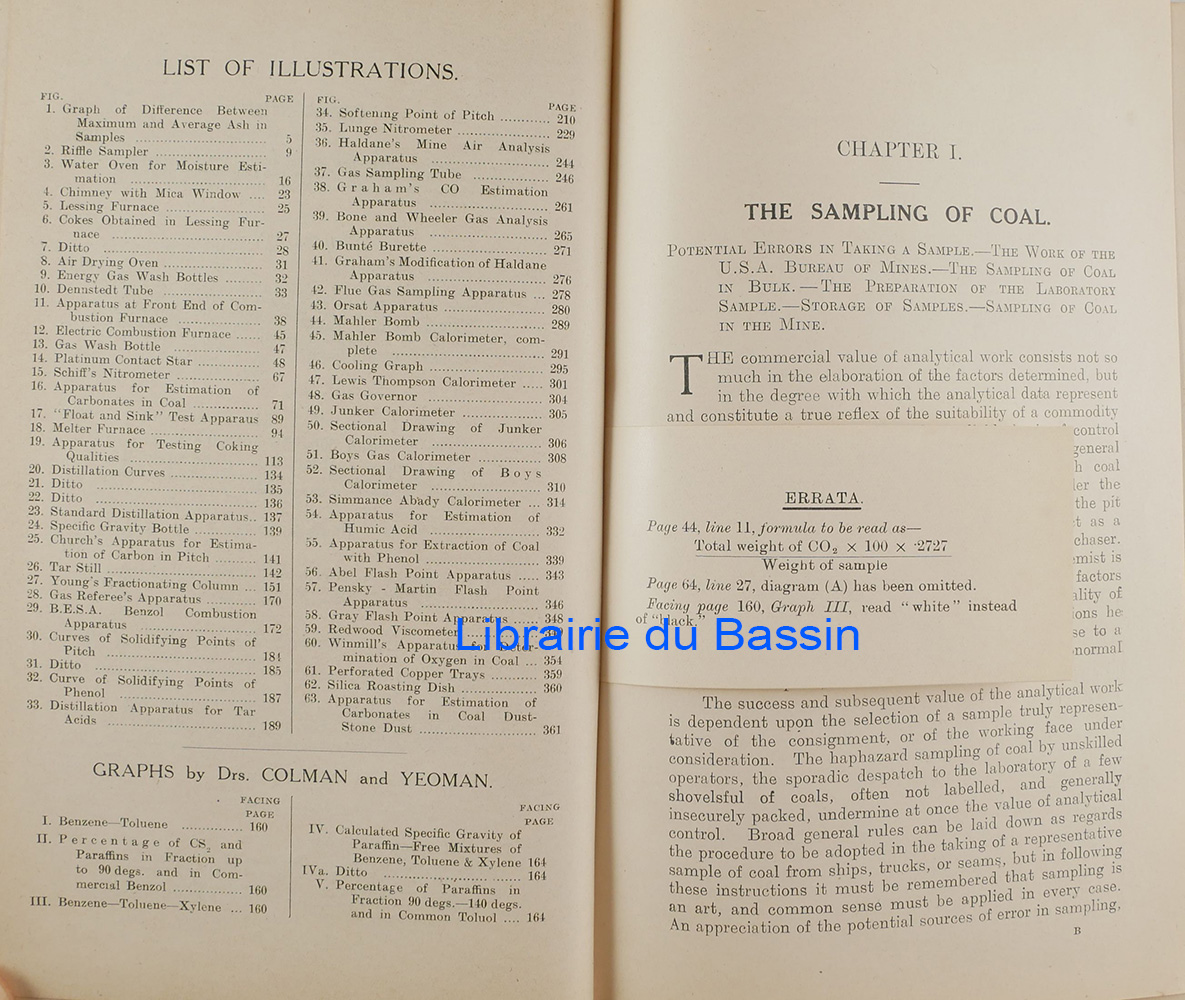 LIST OF ILLUSTRATIONS.
FIG. PAGE
1. Graph of Difference Between
Maximum and Average Ash in
Samples .................... 5
2. Riffle Sampler .................... 9
3. Water Oven for Moisture Esti-
mation .................... 16
4. Chimney with Mica Window .... 23
5. Lessing Furnace .................... 25
6. Cokes Obtained in Lessing Fur-
nace .................... 27
7. Ditto .................... 28
8. Air Drying Oven .................... 31
9. Energy Gas Wash Bottles ........ 32
10. Dennstedt Tube .................... 33
11. Apparatus at Front End of Com-
bustion Furnace .................... 38
12. Electric Combustion Furnace ...... 45
13. Gas Wash Bottle .................... 47
14. Platinum Contact Star .............. 48
15. Schiff's Nitrometer .................... 67
16. Apparatus for Estimation of
Carbonates in Coal .............. 71
17. "Float and Sink" Test Apparaus 89
18. Melter Furnace .................... 94
19. Apparatus for Testing Coking
Qualities .................... 113
20. Distillation Curves .................... 134
21. Ditto .................... 135
22. Ditto .................... 136
23. Standard Distillation Apparatus.. 137
24. Specific Gravity Bottle .............. 139
25. Church's Apparatus for Estima-
tion of Carbon in Pitch .......... 141
26. Tar Still .................... 142
27. Young's Fractionating Column ... 151
28. Gas Referee's Apparatus ............ 170
29. B.E.S.A. Benzol Combustion
Apparatus .................... 172
30. Curves of Solidifying Points of
Pitch .................... 184
31. Ditto .................... 185
32. Curve of Solidifying Points of
Phenol .................... 187
33. Distillation Apparatus for Tar
Acids .................... 189
FIG. PAGE
34. Softening Point of Pitch ............ 210
35. Lunge Nitrometer .................... 229
36. Haldane's Mine Air Analysis
Apparatus .................... 244
37. Gas Sampling Tube .................... 246
38. Graham's CO Estimation
Apparatus .................... 261
39. Bone and Wheeler Gas Analysis
Apparatus .................... 265
40. Bunté Burette .................... 271
41. Graham's Modification of Haldane
Apparatus .................... 276
42. Flue Gas Sampling Apparatus ... 278
43. Orsat Apparatus .................... 280
44. Mahler Bomb .................... 289
45. Mahler Bomb Calorimeter, com-
plete .................... 291
46. Cooling Graph .................... 295
47. Lewis Thompson Calorimeter ..... 301
48. Gas Governor .................... 304
49. Junker Calorimeter .................... 305
50. Sectional Drawing of Junker
Calorimeter .................... 306
51. Boys Gas Calorimeter .............. 308
52. Sectional Drawing of Boys
Calorimeter .................... 310
53. Simmance Abady Calorimeter ... 314
54. Apparatus for Estimation of
Humic Acid .................... 332
55. Apparatus for Extraction of Coal
with Phenol .................... 339
56. Abel Flash Point Apparatus ..... 343
57. Pensky - Martin Flash Point
Apparatus .................... 346
58. Gray Flash Point Apparatus ..... 348
59. Redwood Viscometer
60. Winmill's Apparatus for Deter-
mination of Oxygen in Coal ... 354
61. Perforated Copper Trays .......... 359
62. Silica Roasting Dish .................... 360
63. Apparatus for Estimation of
Carbonates in Coal Dust-
Stone Dust .................... 361
GRAPHS by Drs. COLMAN and YEOMAN.
FACING
PAGE
I. Benzene—Toluene .............. 160
II. Percentage of CS2 and
Paraffins in Fraction up
to 90 degs. and in Com-
mercial Benzol .............. 160
III. Benzene—Toluene—Xylene ... 160
FACING
PAGE
IV. Calculated Specific Gravity of
Paraffin—Free Mixtures of
Benzene, Toluene & Xylene 164
IVa. Ditto .................... 164
V. Percentage of Paraffins in
Fraction 90 degs.—140 degs.
and in Common Toluol .... 164
CHAPTER I.
THE SAMPLING OF COAL.
POTENTIAL ERRORS IN TAKING A SAMPLE.—THE WORK OF THE
U.S.A. BUREAU OF MINES.—THE SAMPLING OF COAL
IN BULK.—THE PREPARATION OF THE LABORATORY
SAMPLE.—STORAGE OF SAMPLES.—SAMPLING OF COAL
IN THE MINE.
THE commercial value of analytical work consists not so
much in the elaboration of the factors determined, but
in the degree with which the analytical data represent
and constitute a true reflex of the suitability of a commodity
control
general
h coal
er the
the pit
t as a
chaser.
mist is
factors
ality of
ions he
se to a
normal
ERRATA.
Page 44, line 11, formula to be read as—
Total weight of CO2 × 100 × ·2727
Weight of sample
Page 64, line 27, diagram (A) has been omitted.
Facing page 160, Graph III, read "white" instead
of "black."
Librairie du Bassin
The success and subsequent value of the analytical work
is dependent upon the selection of a sample truly represen-
tative of the consignment, or of the working face under
consideration. The haphazard sampling of coal by unskilled
operators, the sporadic despatch to the laboratory of a few
shovelsful of coals, often not labelled, and generally
insecurely packed, undermine at once the value of analytical
control. Broad general rules can be laid down as regards
the procedure to be adopted in the taking of a representative
sample of coal from ships, trucks, or seams, but in following
these instructions it must be remembered that sampling is
an art, and common sense must be applied in every case.
An appreciation of the potential sources of error in sampling,
B